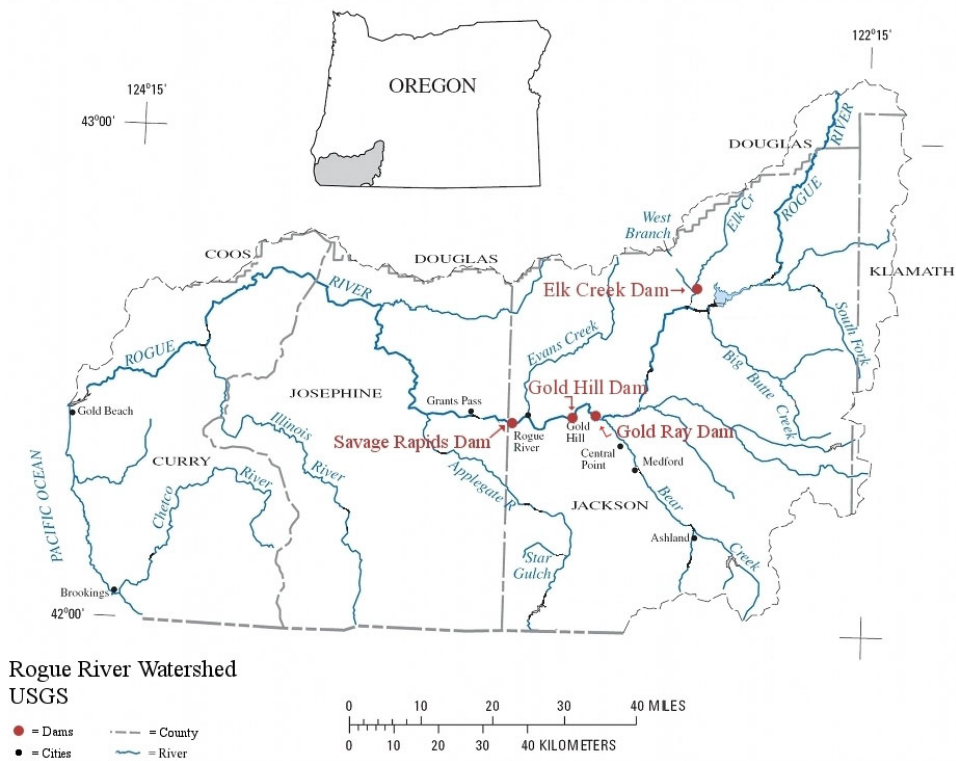 122°15'
124°15'
43°00'
OREGON
DOUGLAS
RIVER
ROGUE
Elk Cr
West
Branch
COOS
DOUGLAS
KLAMATH
RIVER
Elk Creek Dam
South Fork
ROGUE
Evans Creek
Big Butte Creek
JOSEPHINE
Gold Hill Dam
Grants Pass
Gold Beach
Savage Rapids Dam
Rogue
River
Gold
Hill
Gold Ray Dam
Illinois
River
Central
Point
Medford
CURRY
Chetco
River
Applegate R
JACKSON
Bear
Creek
PACIFIC OCEAN
Ashland
Star
Gulch
Brookings
42°00'
Rogue River Watershed
USGS
= Dams
= County
= Cities
= River
0 10 20 30 40 MILES
0 10 20 30 40 KILOMETERS